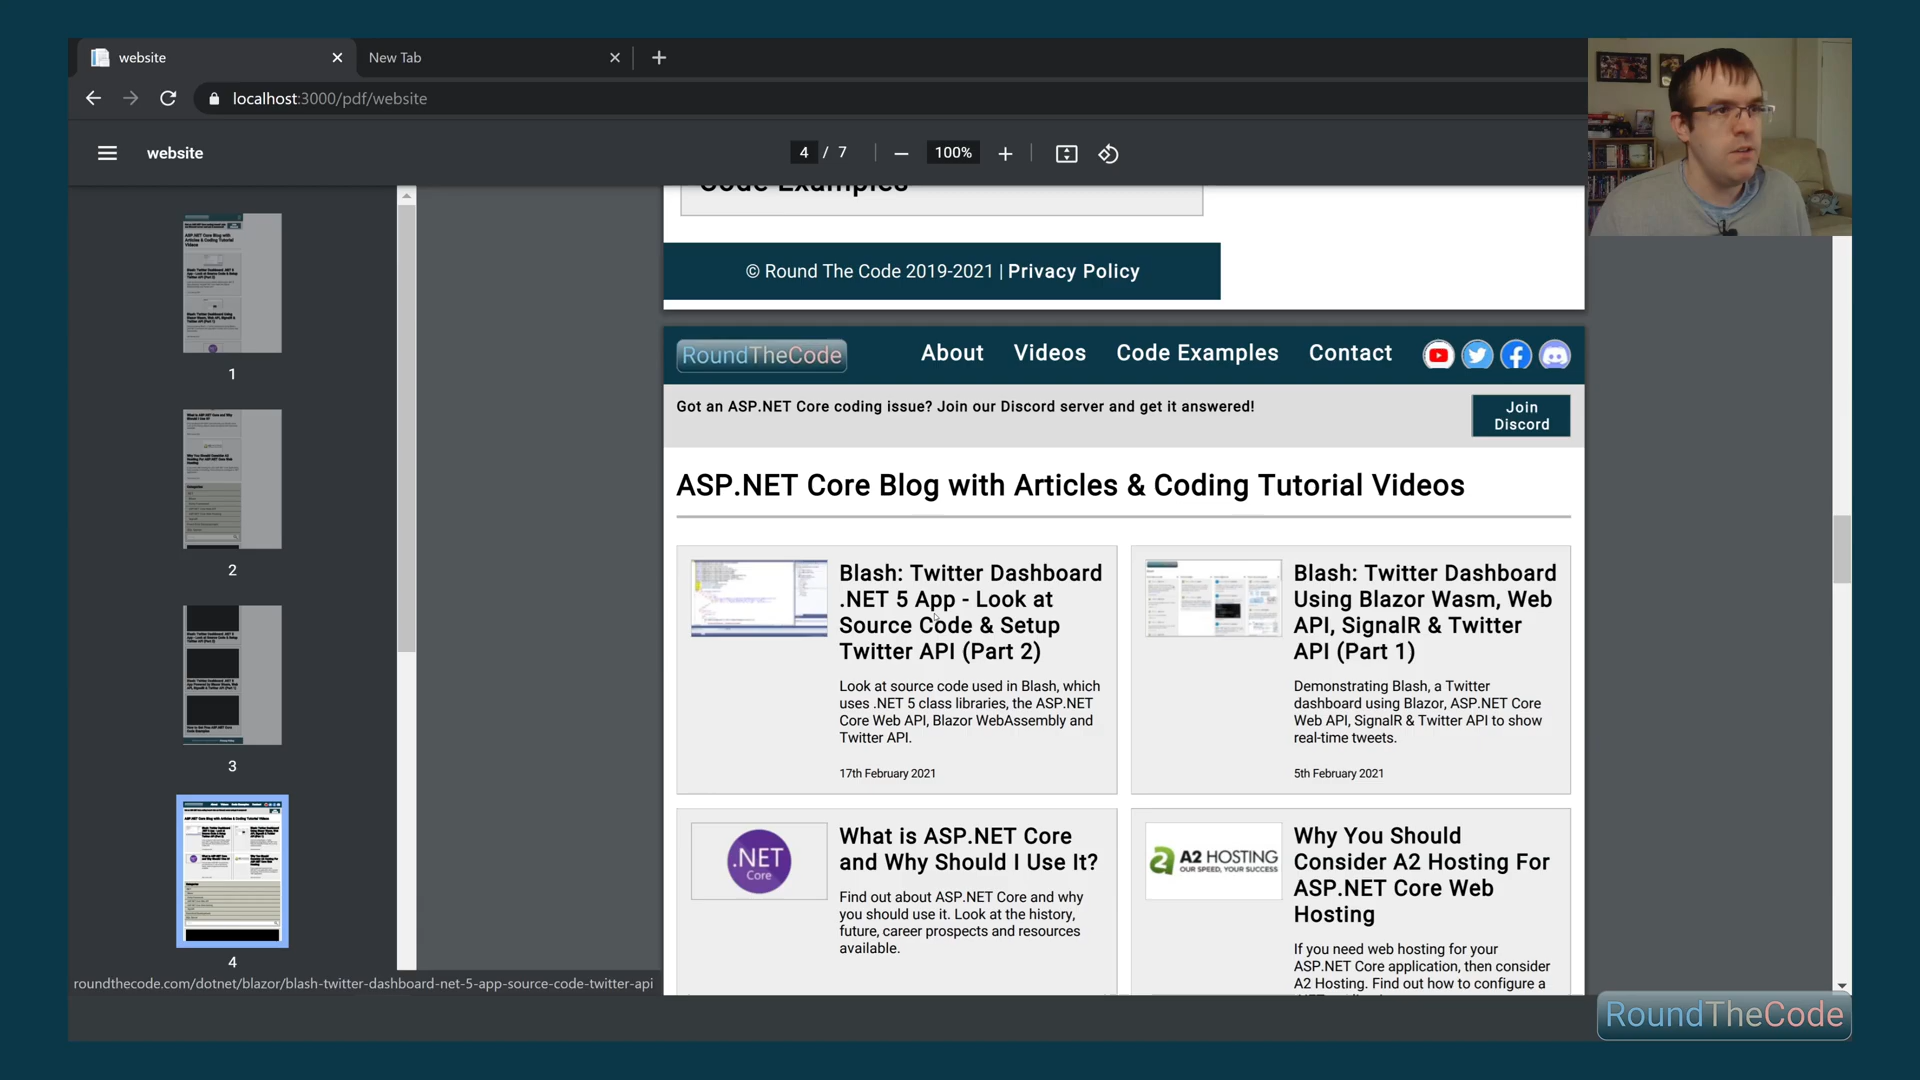 website
New Tab
localhost:3000/pdf/website
website
4 / 7
100%
1
2
3
4
Code Examples
© Round The Code 2019-2021 | Privacy Policy
RoundTheCode
About
Videos
Code Examples
Contact
Got an ASP.NET Core coding issue? Join our Discord server and get it answered!
Join
Discord
ASP.NET Core Blog with Articles & Coding Tutorial Videos
Blash: Twitter Dashboard
.NET 5 App - Look at
Source Code & Setup
Twitter API (Part 2)
Look at source code used in Blash, which
uses .NET 5 class libraries, the ASP.NET
Core Web API, Blazor WebAssembly and
Twitter API.
17th February 2021
Blash: Twitter Dashboard
Using Blazor Wasm, Web
API, SignalR & Twitter
API (Part 1)
Demonstrating Blash, a Twitter
dashboard using Blazor, ASP.NET Core
Web API, SignalR & Twitter API to show
real-time tweets.
5th February 2021
.NET
Core
What is ASP.NET Core
and Why Should I Use It?
Find out about ASP.NET Core and why
you should use it. Look at the history,
future, career prospects and resources
available.
A2 HOSTING
OUR SPEED, YOUR SUCCESS
Why You Should
Consider A2 Hosting For
ASP.NET Core Web
Hosting
If you need web hosting for your
ASP.NET Core application, then consider
A2 Hosting. Find out how to configure a
roundthecode.com/dotnet/blazor/blash-twitter-dashboard-net-5-app-source-code-twitter-api
RoundTheCode